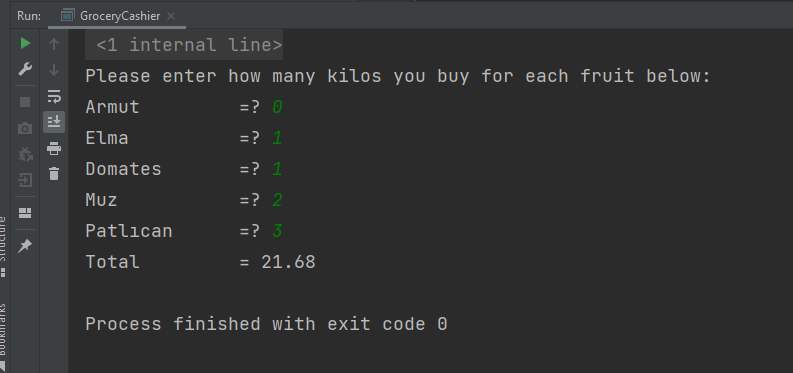 Run: GroceryCashier ×
<1 internal line>
Please enter how many kilos you buy for each fruit below:
Armut =? 0
Elma =? 1
Domates =? 1
Muz =? 2
Patlıcan =? 3
Total = 21.68
Process finished with exit code 0
Structure
Bookmarks